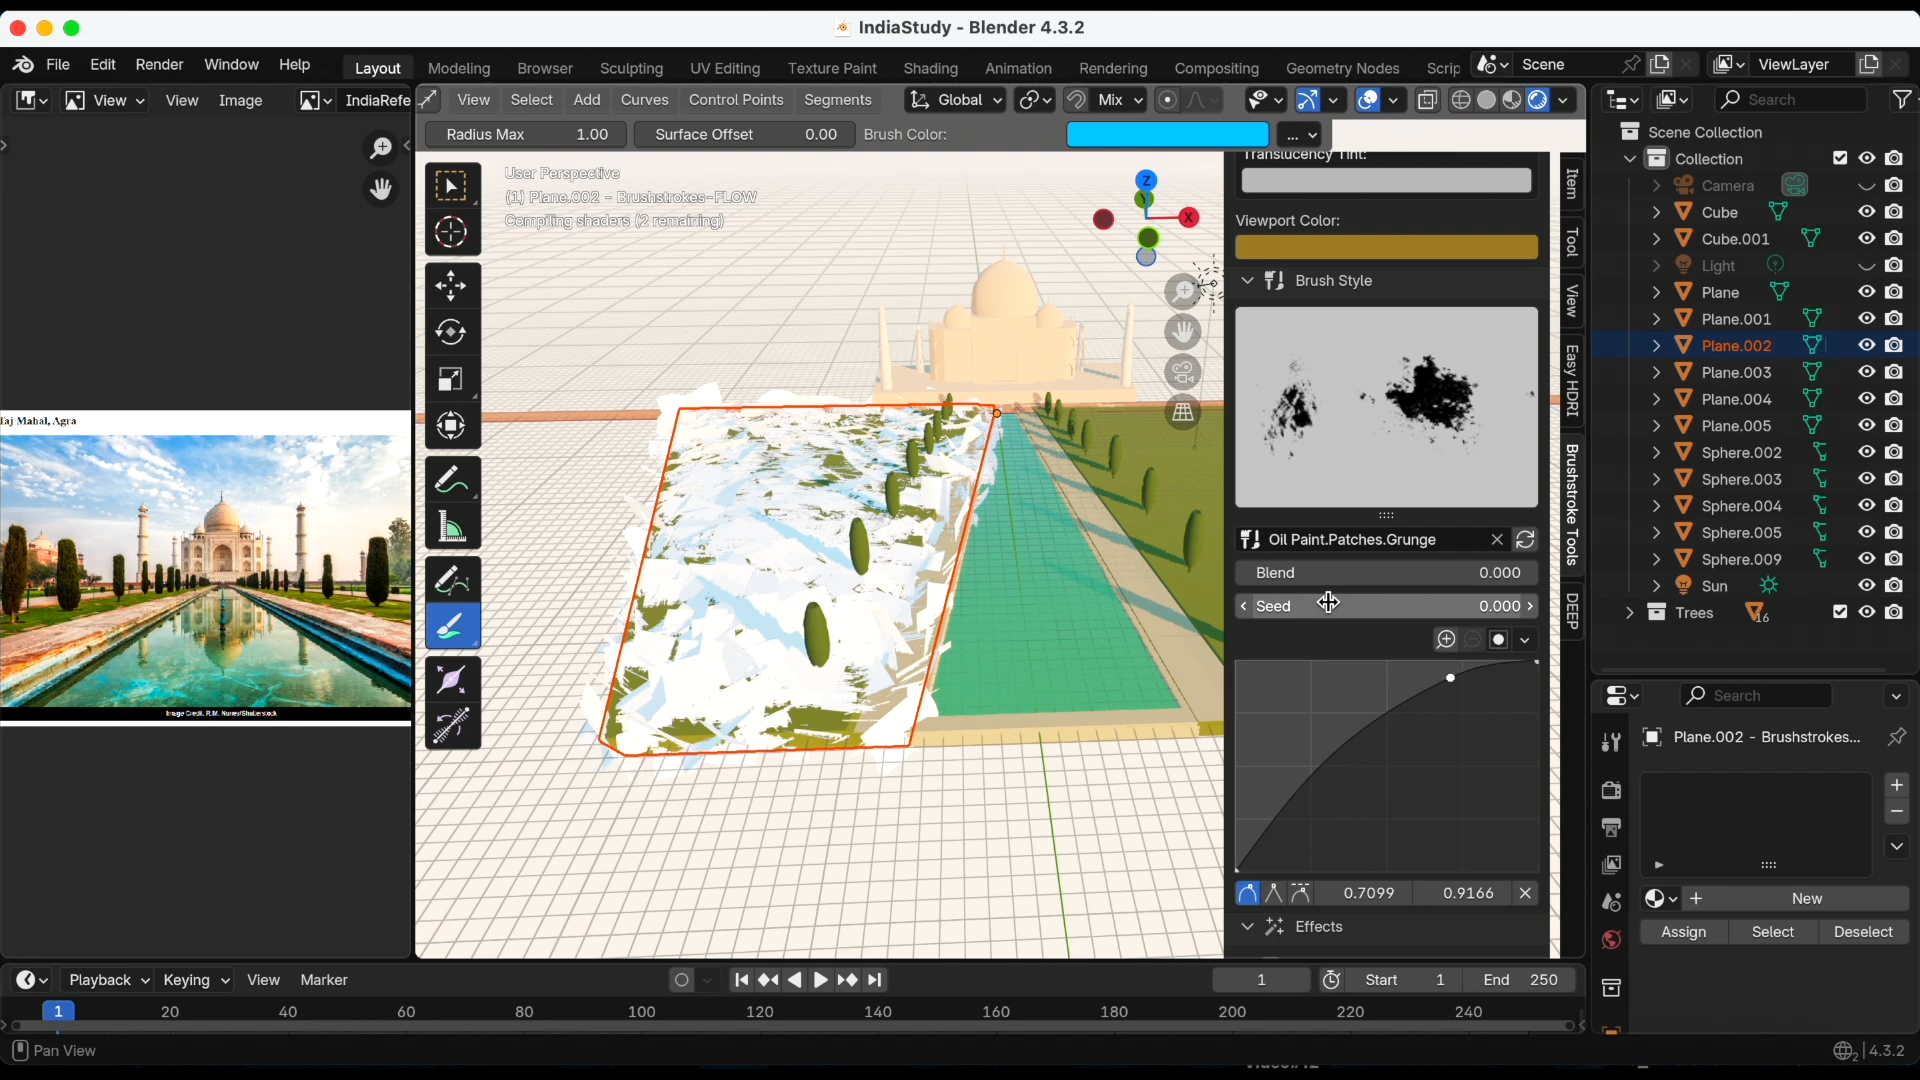 IndiaStudy - Blender 4.3.2
File Edit Render Window Help
Layout Modeling Browser Sculpting UV Editing Texture Paint Shading Animation Rendering Compositing Geometry Nodes Scrip
Scene ViewLayer
View View Image IndiaRefe
View Select Add Curves Control Points Segments Global Mix
Search
Radius Max 1.00 Surface Offset 0.00 Brush Color: ...
User Perspective
(1) Plane.002 - Brushstrokes-FLOW
Compiling shaders (2 remaining)
Z
Y
X
Translucency Tint:
Viewport Color:
Brush Style
Oil Paint.Patches.Grunge
Blend 0.000
Seed 0.000
0.7099 0.9166
Effects
Item
Tool
View
Easy HDRI
Brushstroke Tools
DEEP
Scene Collection
Collection
Camera
Cube
Cube.001
Light
Plane
Plane.001
Plane.002
Plane.003
Plane.004
Plane.005
Sphere.002
Sphere.003
Sphere.004
Sphere.005
Sphere.009
Sun
Trees 16
Search
Plane.002 - Brushstrokes...
New
Assign Select Deselect
Taj Mahal, Agra
Image Credit: R.M. Nunes/Shutterstock
Playback Keying View Marker
1 Start 1 End 250
1 20 40 60 80 100 120 140 160 180 200 220 240
Pan View
2 4.3.2